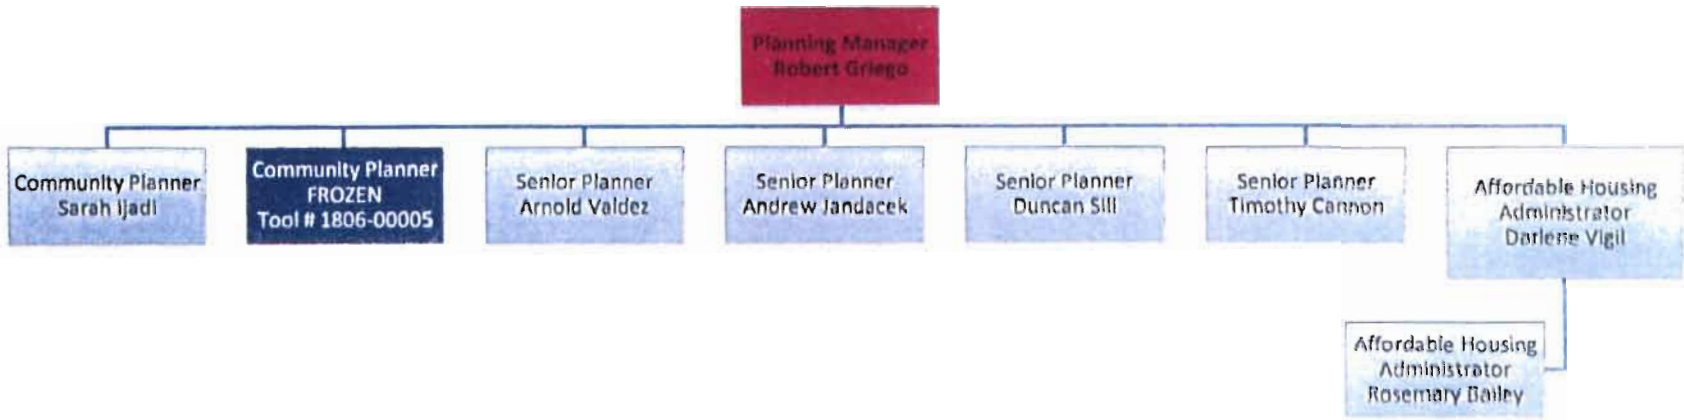 Planning Manager
Robert Griego
Community Planner
Sarah Ijadi
Community Planner
FROZEN
Tool # 1806-00005
Senior Planner
Arnold Valdez
Senior Planner
Andrew Jandacek
Senior Planner
Duncan Sill
Senior Planner
Timothy Cannon
Affordable Housing
Administrator
Darlene Vigil
Affordable Housing
Administrator
Rosemary Bailey